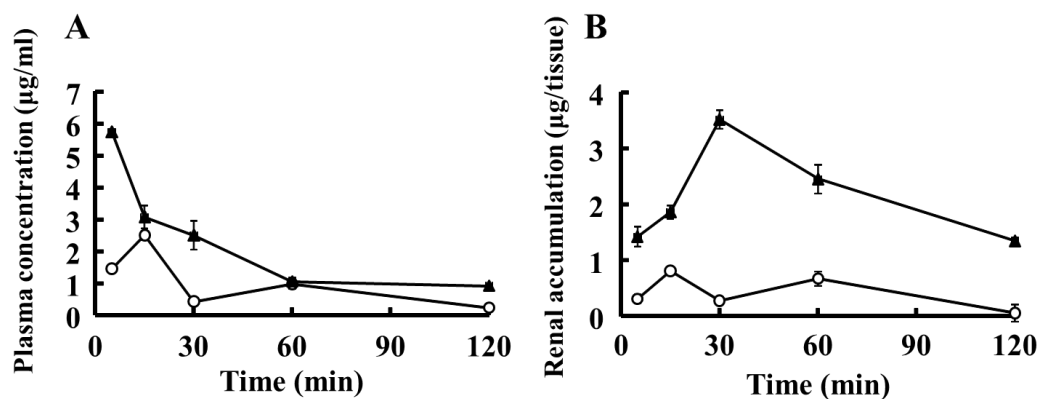 A
Plasma concentration (µg/ml)
7
6
5
4
3
2
1
0
0 30 60 90 120
Time (min)
B
Renal accumulation (µg/tissue)
4
3
2
1
0
0 30 60 90 120
Time (min)